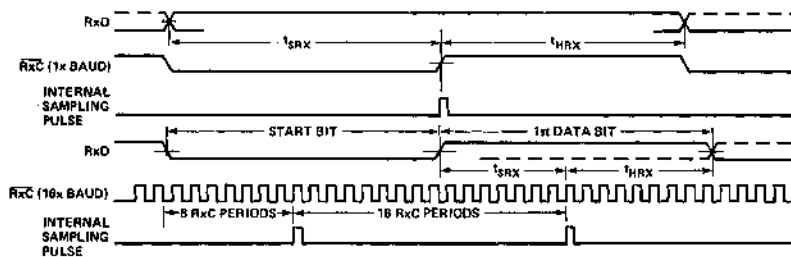 RxD
tSRX
tHRX
RxC (1x BAUD)
INTERNAL
SAMPLING
PULSE
START BIT
1st DATA BIT
RxD
tSRX
tHRX
RxC (16x BAUD)
8 RxC PERIODS
16 RxC PERIODS
INTERNAL
SAMPLING
PULSE